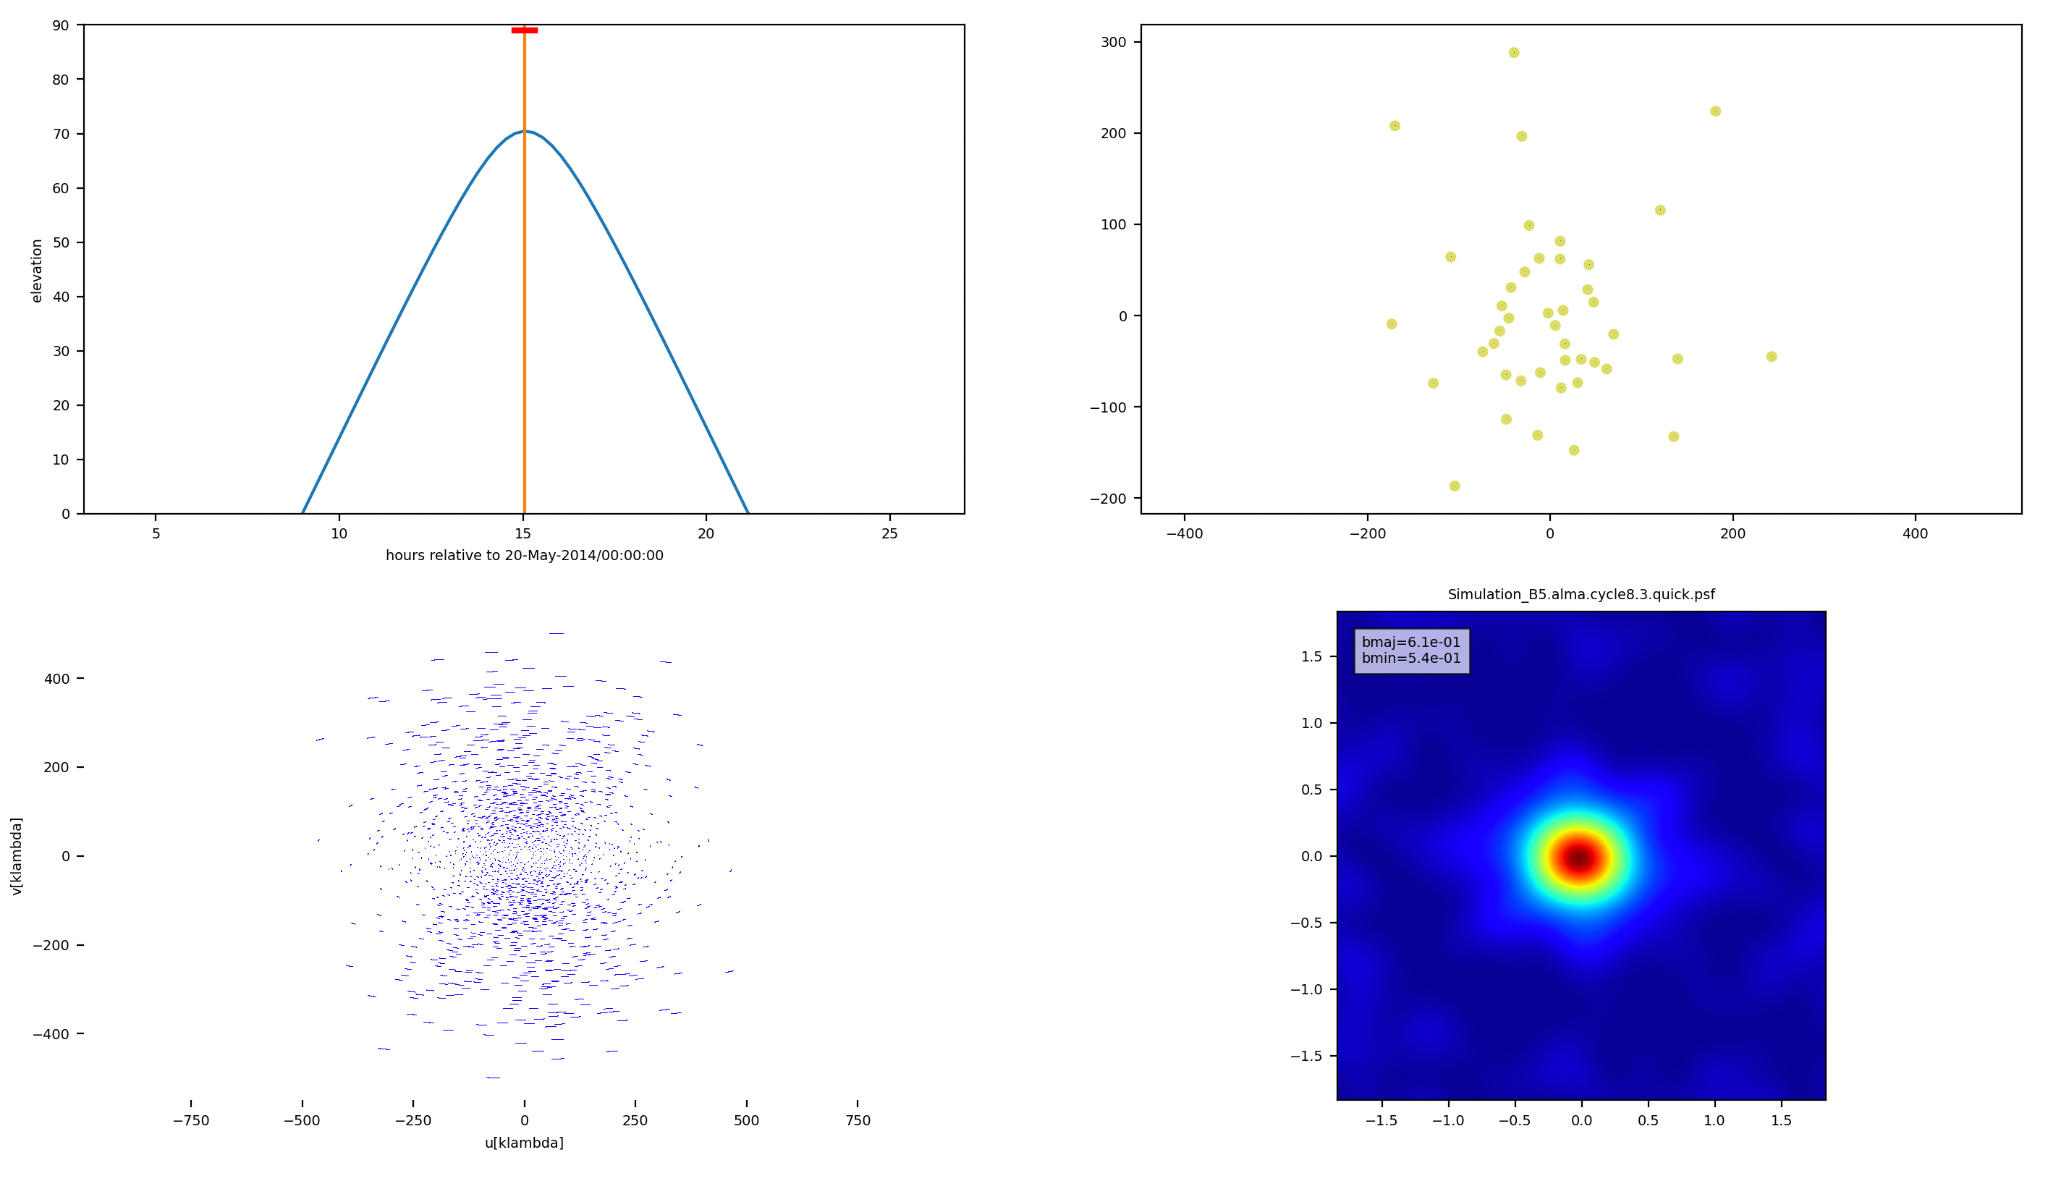 90
80
70
60
50
40
30
20
10
0
elevation
5 10 15 20 25
hours relative to 20-May-2014/00:00:00
300
200
100
0
−100
−200
−400 −200 0 200 400
400
200
0
−200
−400
v[klambda]
−750 −500 −250 0 250 500 750
u[klambda]
Simulation_B5.alma.cycle8.3.quick.psf
bmaj=6.1e-01
bmin=5.4e-01
1.5
1.0
0.5
0.0
−0.5
−1.0
−1.5
−1.5 −1.0 −0.5 0.0 0.5 1.0 1.5